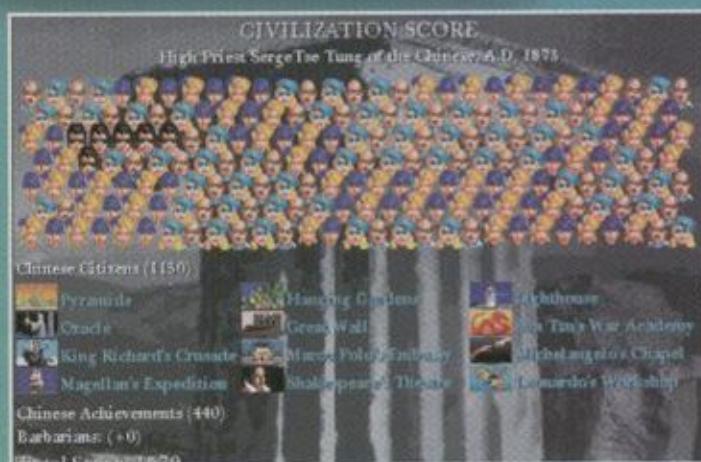 CIVILIZATION SCORE
High Priest Serge Tse Tung of the Chinese, A.D. 1873
Chinese Citizens (1130)
Pyramids Hanging Gardens Lighthouse
Oracle Great Wall Sun Tzu's War Academy
King Richard's Crusade Marco Polo's Embassy Michelangelo's Chapel
Magellan's Expedition Shakespeare's Theatre Leonardo's Workshop
Chinese Achievements (440)
Barbarians: (+0)